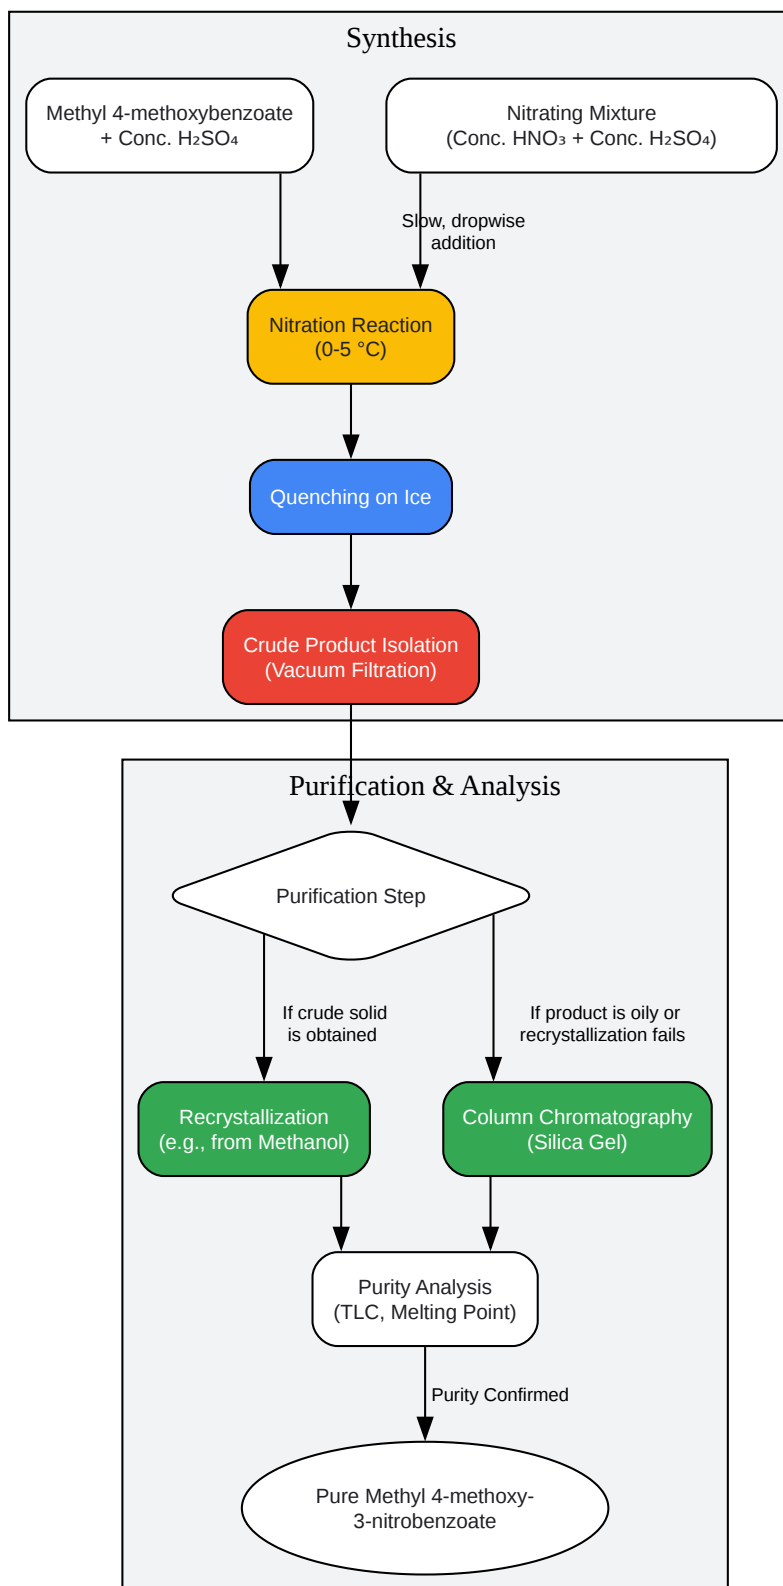 Synthesis
Methyl 4-methoxybenzoate
+ Conc. H₂SO₄
Nitrating Mixture
(Conc. HNO₃ + Conc. H₂SO₄)
Slow, dropwise
addition
Nitration Reaction
(0-5 °C)
Quenching on Ice
Crude Product Isolation
(Vacuum Filtration)
Purification & Analysis
Purification Step
If crude solid
is obtained
If product is oily or
recrystallization fails
Recrystallization
(e.g., from Methanol)
Column Chromatography
(Silica Gel)
Purity Analysis
(TLC, Melting Point)
Purity Confirmed
Pure Methyl 4-methoxy-
3-nitrobenzoate